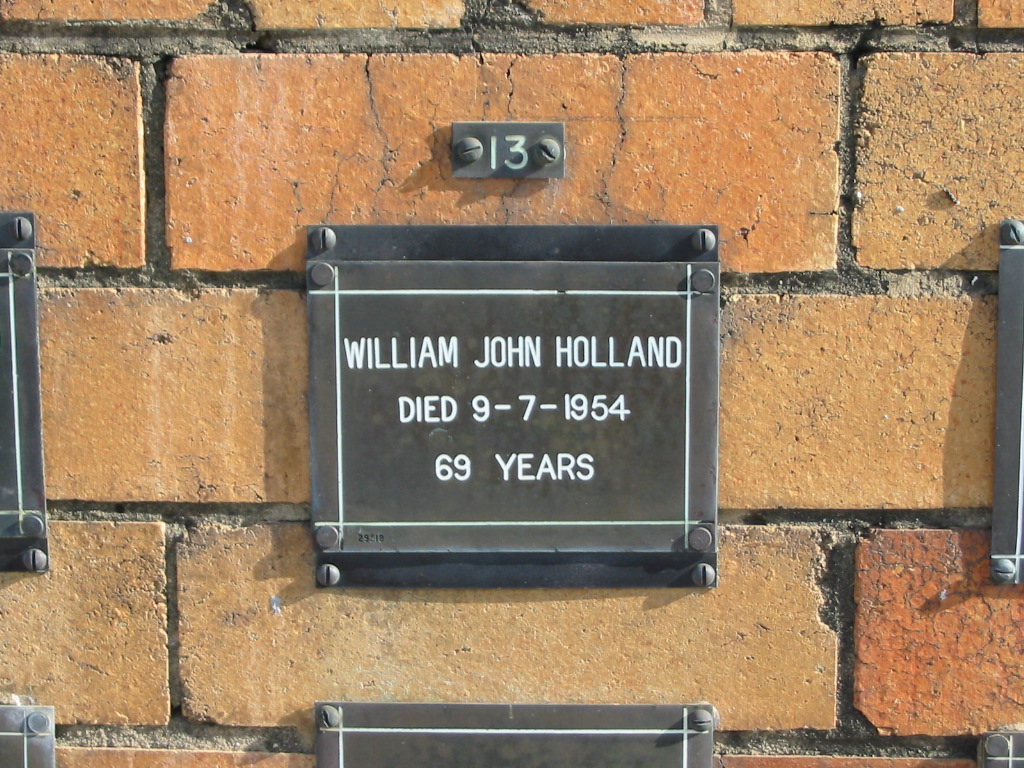 13
WILLIAM JOHN HOLLAND
DIED 9-7-1954
69 YEARS